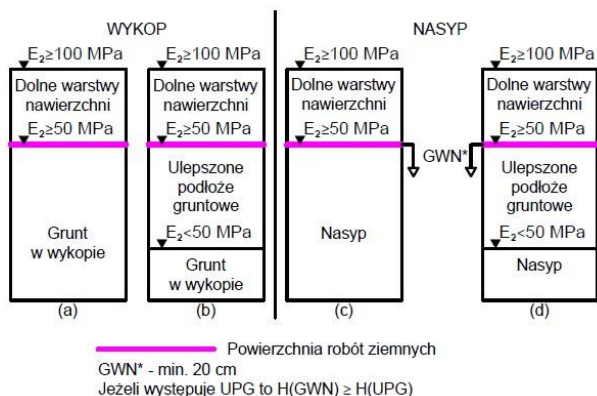 WYKOP
NASYP
E₂≥100 MPa
E₂≥100 MPa
E₂≥100 MPa
E₂≥100 MPa
Dolne warstwy
nawierzchni
Dolne warstwy
nawierzchni
Dolne warstwy
nawierzchni
Dolne warstwy
nawierzchni
E₂≥50 MPa
E₂≥50 MPa
E₂≥50 MPa
E₂≥50 MPa
GWN*
Grunt
w wykopie
Ulepszone
podłoże
gruntowe
Nasyp
Ulepszone
podłoże
gruntowe
E₂<50 MPa
E₂<50 MPa
Grunt
w wykopie
Nasyp
(a)
(b)
(c)
(d)
Powierzchnia robót ziemnych
GWN* - min. 20 cm
Jeżeli występuje UPG to H(GWN) ≥ H(UPG)